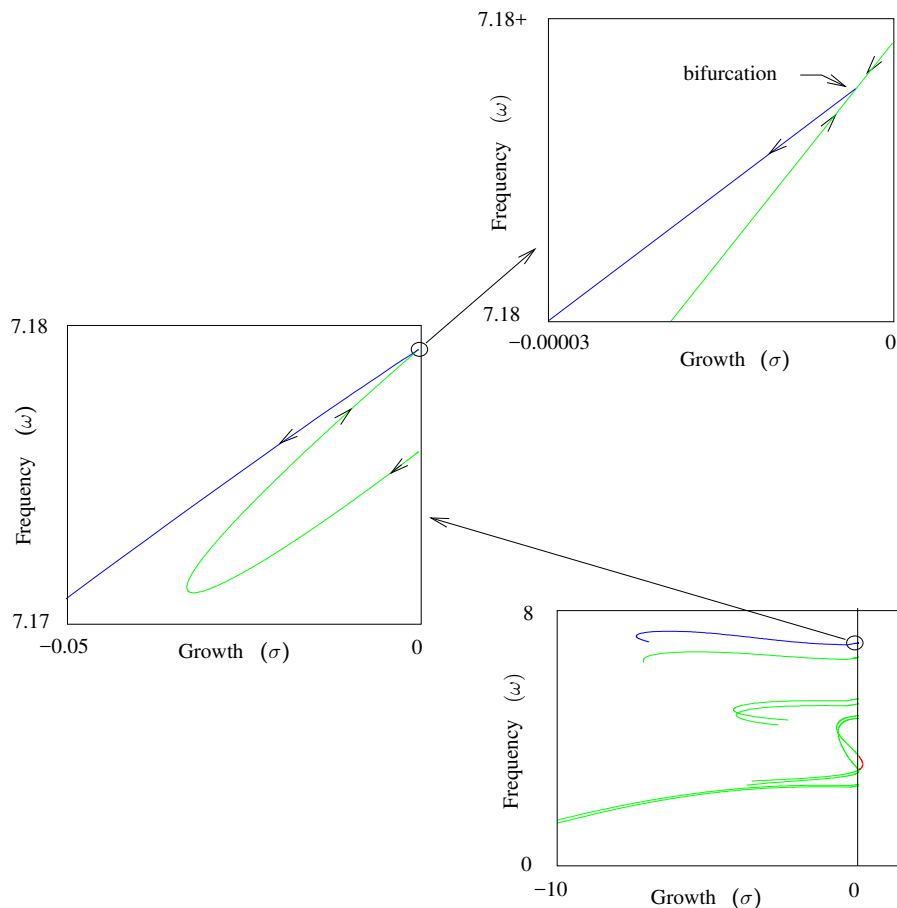 7.18+
bifurcation
Frequency (ω)
7.18
−0.00003
0
Growth (σ)
7.18
Frequency (ω)
7.17
−0.05
0
Growth (σ)
8
Frequency (ω)
0
−10
0
Growth (σ)